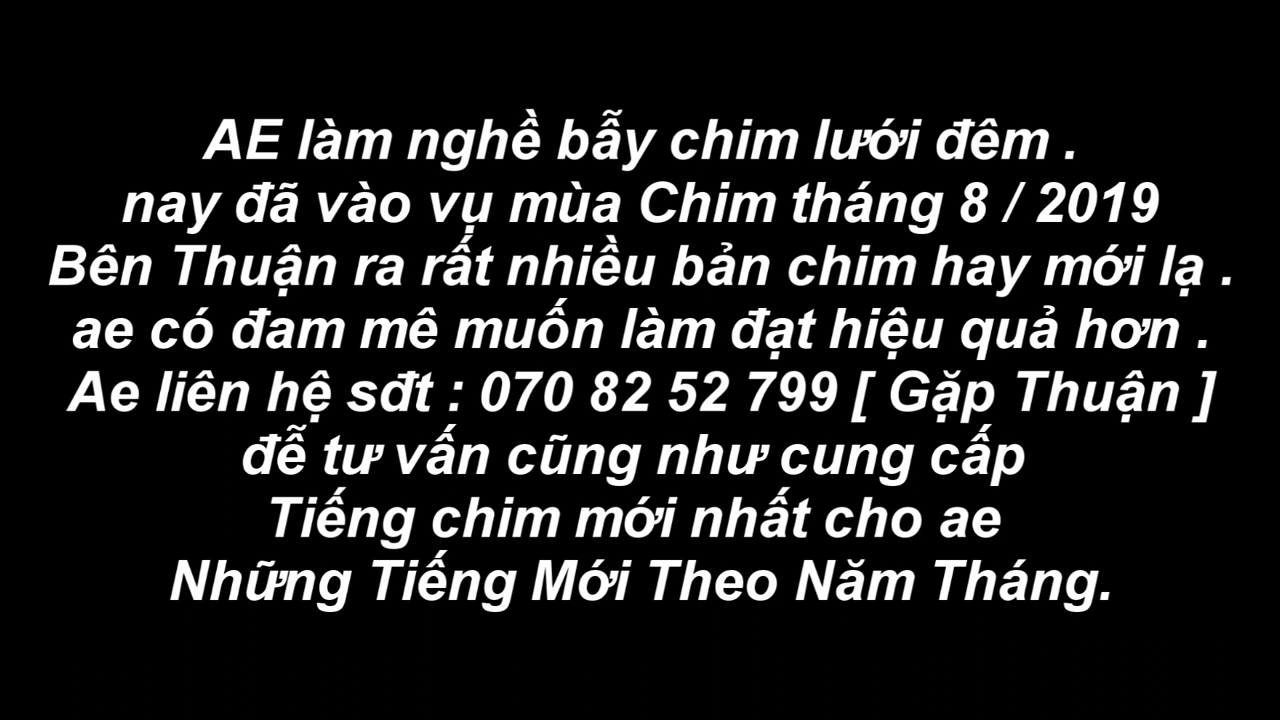 AE làm nghề bẫy chim lưới đêm .
nay đã vào vụ mùa Chim tháng 8 / 2019
Bên Thuận ra rất nhiều bản chim hay mới lạ .
ae có đam mê muốn làm đạt hiệu quả hơn .
Ae liên hệ sđt : 070 82 52 799 [ Gặp Thuận ]
đễ tư vấn cũng như cung cấp
Tiếng chim mới nhất cho ae
Những Tiếng Mới Theo Năm Tháng.